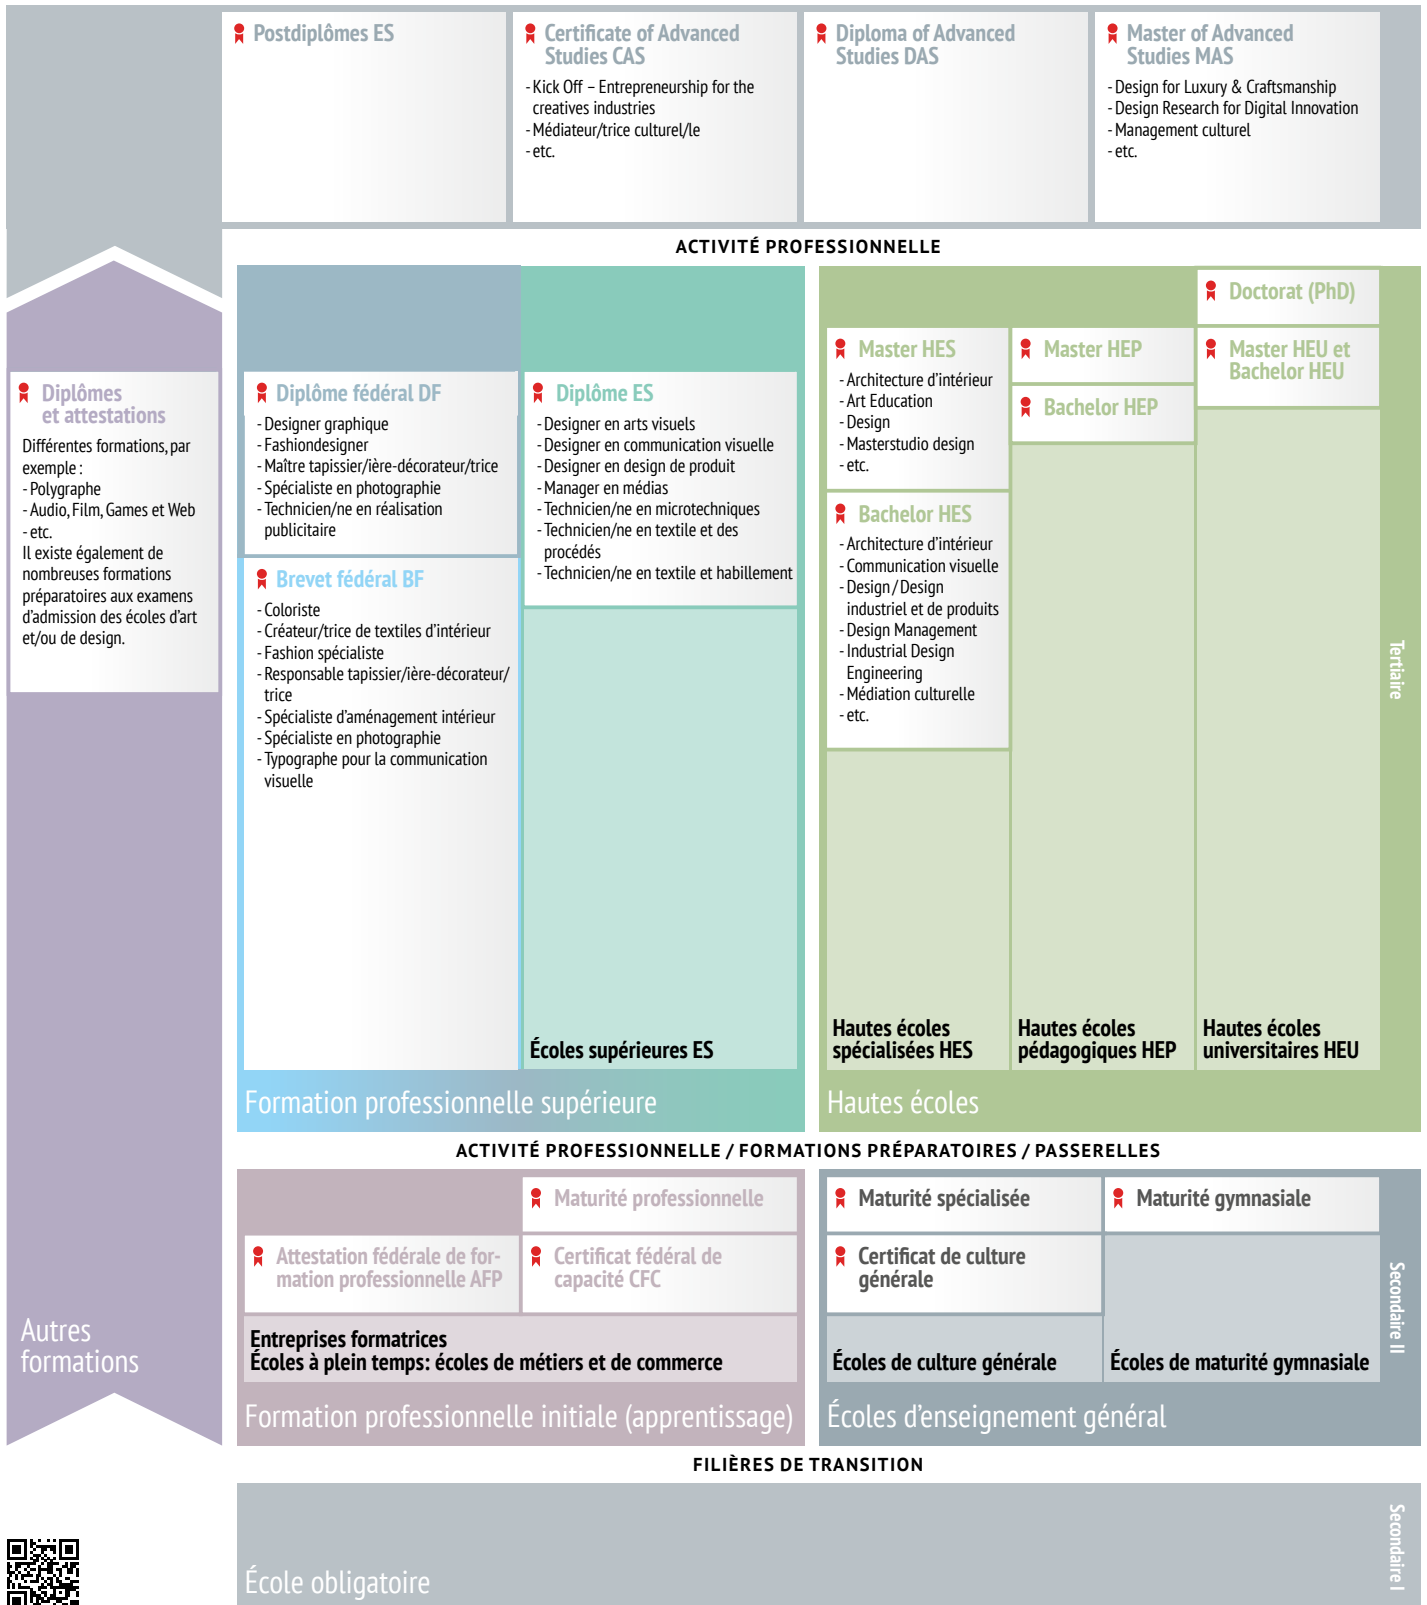 Postdiplômes ES
Certificate of Advanced
Studies CAS
- Kick Off – Entrepreneurship for the
creatives industries
- Médiateur/trice culturel/le
- etc.
Diploma of Advanced
Studies DAS
Master of Advanced
Studies MAS
- Design for Luxury & Craftsmanship
- Design Research for Digital Innovation
- Management culturel
- etc.
ACTIVITÉ PROFESSIONNELLE
Diplômes
et attestations
Différentes formations, par
exemple :
- Polygraphe
- Audio, Film, Games et Web
- etc.
Il existe également de
nombreuses formations
préparatoires aux examens
d'admission des écoles d'art
et/ou de design.
Autres
formations
Diplôme fédéral DF
- Designer graphique
- Fashiondesigner
- Maître tapissier/ière-décorateur/trice
- Spécialiste en photographie
- Technicien/ne en réalisation
publicitaire
Brevet fédéral BF
- Coloriste
- Créateur/trice de textiles d'intérieur
- Fashion spécialiste
- Responsable tapissier/ière-décorateur/
trice
- Spécialiste d'aménagement intérieur
- Spécialiste en photographie
- Typographe pour la communication
visuelle
Diplôme ES
- Designer en arts visuels
- Designer en communication visuelle
- Designer en design de produit
- Manager en médias
- Technicien/ne en microtechniques
- Technicien/ne en textile et des
procédés
- Technicien/ne en textile et habillement
Écoles supérieures ES
Formation professionnelle supérieure
Master HES
- Architecture d'intérieur
- Art Education
- Design
- Masterstudio design
- etc.
Bachelor HES
- Architecture d'intérieur
- Communication visuelle
- Design / Design
industriel et de produits
- Design Management
- Industrial Design
Engineering
- Médiation culturelle
- etc.
Hautes écoles
spécialisées HES
Master HEP
Bachelor HEP
Hautes écoles
pédagogiques HEP
Doctorat (PhD)
Master HEU et
Bachelor HEU
Hautes écoles
universitaires HEU
Hautes écoles
Tertiaire
ACTIVITÉ PROFESSIONNELLE / FORMATIONS PRÉPARATOIRES / PASSERELLES
Maturité professionnelle
Attestation fédérale de for-
mation professionnelle AFP
Certificat fédéral de
capacité CFC
Entreprises formatrices
Écoles à plein temps: écoles de métiers et de commerce
Formation professionnelle initiale (apprentissage)
Maturité spécialisée
Certificat de culture
générale
Écoles de culture générale
Maturité gymnasiale
Écoles de maturité gymnasiale
Écoles d'enseignement général
Secondaire II
FILIÈRES DE TRANSITION
École obligatoire
Secondaire I